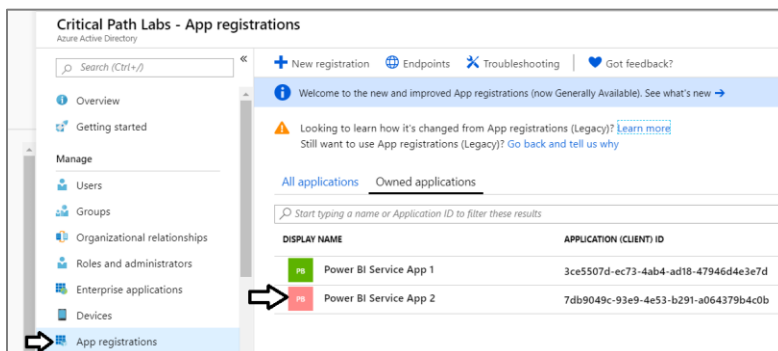 Critical Path Labs - App registrations
Azure Active Directory
Search (Ctrl+/)
«
Overview
Getting started
Manage
Users
Groups
Organizational relationships
Roles and administrators
Enterprise applications
Devices
App registrations
New registration Endpoints Troubleshooting Got feedback?
Welcome to the new and improved App registrations (now Generally Available). See what's new →
Looking to learn how it's changed from App registrations (Legacy)? Learn more
Still want to use App registrations (Legacy)? Go back and tell us why
All applications Owned applications
Start typing a name or Application ID to filter these results
DISPLAY NAME APPLICATION (CLIENT) ID
PB Power BI Service App 1 3ce5507d-ec73-4ab4-ad18-47946d4e3e7d
PB Power BI Service App 2 7db9049c-93e9-4e53-b291-a064379b4c0b